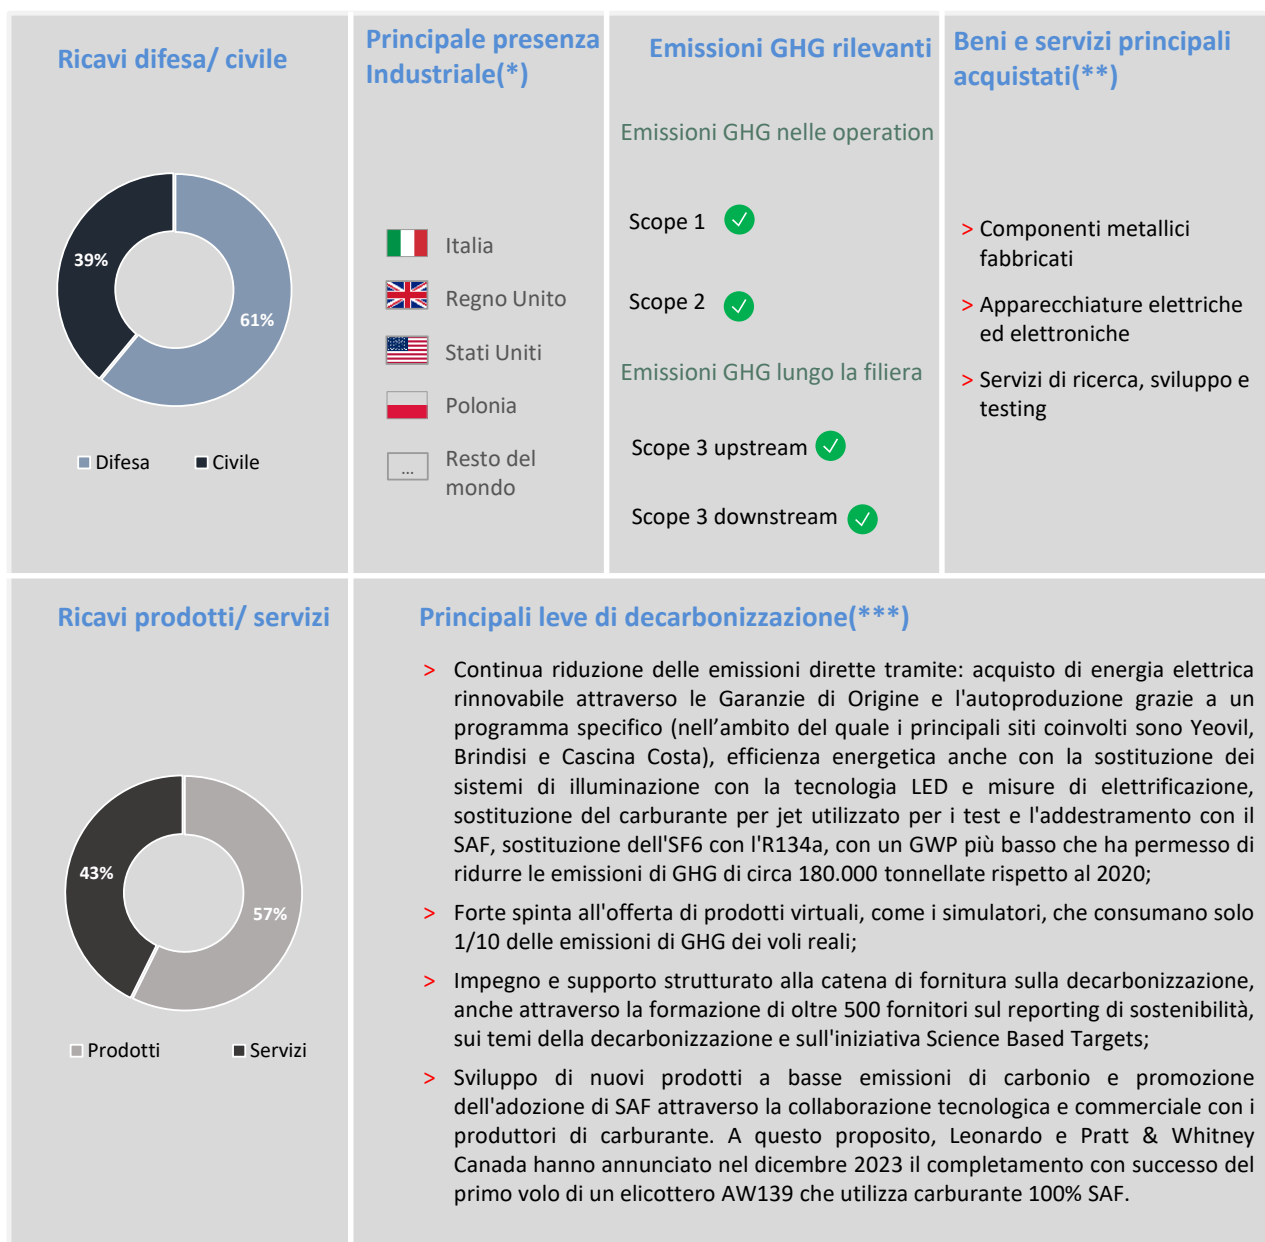 Ricavi difesa/ civile
39%
61%
Difesa
Civile
Principale presenza
Industriale(*)
Italia
Regno Unito
Stati Uniti
Polonia
...
Resto del
mondo
Emissioni GHG rilevanti
Emissioni GHG nelle operation
Scope 1
Scope 2
Emissioni GHG lungo la filiera
Scope 3 upstream
Scope 3 downstream
Beni e servizi principali
acquistati(**)
> Componenti metallici
fabbricati
> Apparecchiature elettriche
ed elettroniche
> Servizi di ricerca, sviluppo e
testing
Ricavi prodotti/ servizi
43%
57%
Prodotti
Servizi
Principali leve di decarbonizzazione(***)
> Continua riduzione delle emissioni dirette tramite: acquisto di energia elettrica
rinnovabile attraverso le Garanzie di Origine e l'autoproduzione grazie a un
programma specifico (nell’ambito del quale i principali siti coinvolti sono Yeovil,
Brindisi e Cascina Costa), efficienza energetica anche con la sostituzione dei
sistemi di illuminazione con la tecnologia LED e misure di elettrificazione,
sostituzione del carburante per jet utilizzato per i test e l'addestramento con il
SAF, sostituzione dell'SF6 con l'R134a, con un GWP più basso che ha permesso di
ridurre le emissioni di GHG di circa 180.000 tonnellate rispetto al 2020;
> Forte spinta all'offerta di prodotti virtuali, come i simulatori, che consumano solo
1/10 delle emissioni di GHG dei voli reali;
> Impegno e supporto strutturato alla catena di fornitura sulla decarbonizzazione,
anche attraverso la formazione di oltre 500 fornitori sul reporting di sostenibilità,
sui temi della decarbonizzazione e sull'iniziativa Science Based Targets;
> Sviluppo di nuovi prodotti a basse emissioni di carbonio e promozione
dell'adozione di SAF attraverso la collaborazione tecnologica e commerciale con i
produttori di carburante. A questo proposito, Leonardo e Pratt & Whitney
Canada hanno annunciato nel dicembre 2023 il completamento con successo del
primo volo di un elicottero AW139 che utilizza carburante 100% SAF.